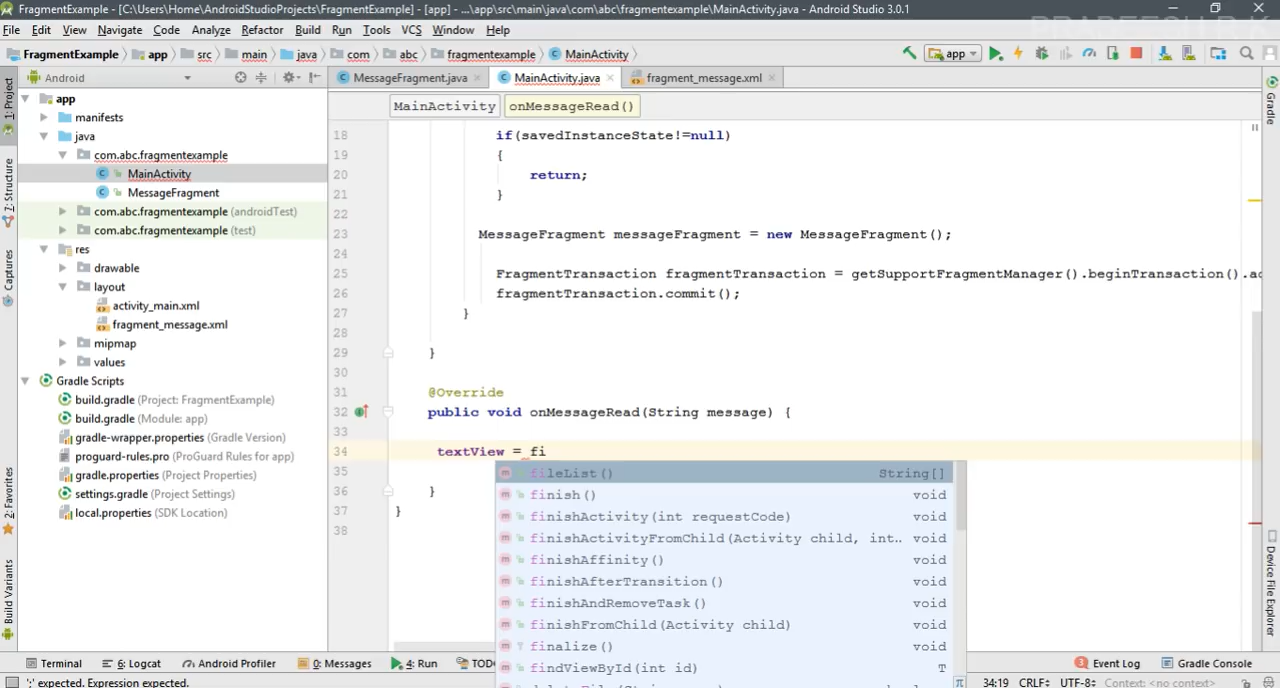 FragmentExample - [C:\Users\Home\AndroidStudioProjects\FragmentExample] - [app] - ...\app\src\main\java\com\abc\fragmentexample\MainActivity.java - Android Studio 3.0.1
File Edit View Navigate Code Analyze Refactor Build Run Tools VCS Window Help
FragmentExample app src main java com abc fragmentexample MainActivity app
Android MessageFragment.java MainActivity.java fragment_message.xml
MainActivity onMessageRead()
1: Project
7: Structure
Captures
2: Favorites
Build Variants
app
manifests
java
com.abc.fragmentexample
MainActivity
MessageFragment
com.abc.fragmentexample (androidTest)
com.abc.fragmentexample (test)
res
drawable
layout
activity_main.xml
fragment_message.xml
mipmap
values
Gradle Scripts
build.gradle (Project: FragmentExample)
build.gradle (Module: app)
gradle-wrapper.properties (Gradle Version)
proguard-rules.pro (ProGuard Rules for app)
gradle.properties (Project Properties)
settings.gradle (Project Settings)
local.properties (SDK Location)
18 if(savedInstanceState!=null)
19 {
20 return;
21 }
22
23 MessageFragment messageFragment = new MessageFragment();
24
25 FragmentTransaction fragmentTransaction = getSupportFragmentManager().beginTransaction().ad
26 fragmentTransaction.commit();
27 }
28
29 }
30
31 @Override
32 public void onMessageRead(String message) {
33
34 textView = fi
35
36 }
37 }
38
fileList() String[]
finish() void
finishActivity(int requestCode) void
finishActivityFromChild(Activity child, int.. void
finishAffinity() void
finishAfterTransition() void
finishAndRemoveTask() void
finishFromChild(Activity child) void
finalize() void
findViewById(int id) T
Gradle
Device File Explorer
Terminal 6: Logcat Android Profiler 0: Messages 4: Run TODO Event Log Gradle Console
';' expected. Expression expected. 34:19 CRLF÷ UTF-8÷ Context: <no context>